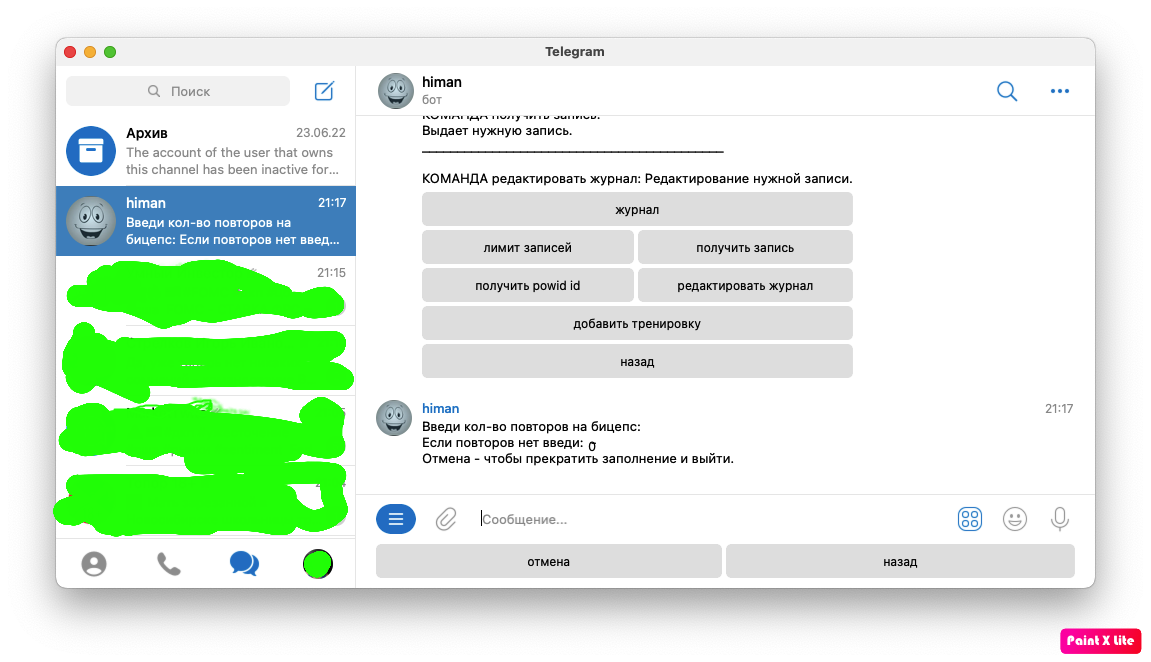 Telegram
Поиск
Архив 23.06.22
The account of the user that owns
this channel has been inactive for...
himan 21:17
Введи кол-во повторов на
бицепс: Если повторов нет введ...
21:15
himan
бот
КОМАНДА получить запись:
Выдает нужную запись.
КОМАНДА редактировать журнал: Редактирование нужной записи.
журнал
лимит записей получить запись
получить powid id редактировать журнал
добавить тренировку
назад
himan 21:17
Введи кол-во повторов на бицепс:
Если повторов нет введи: 0
Отмена - чтобы прекратить заполнение и выйти.
Сообщение...
отмена назад
Paint X Lite